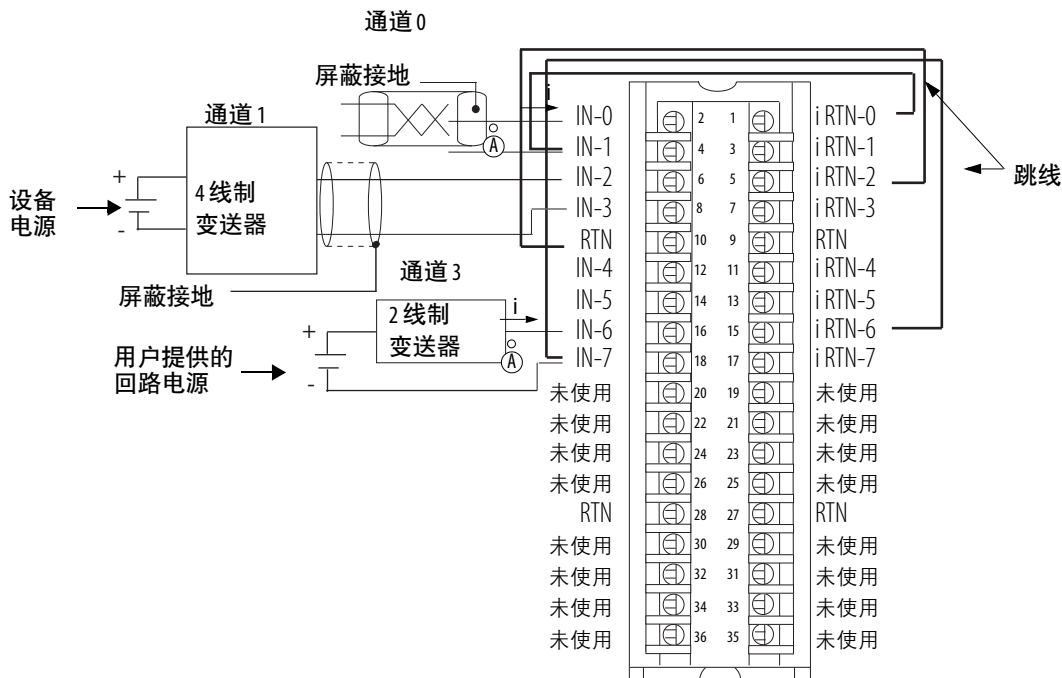 通道0
屏蔽接地
通道1
i
4线制
变送器
+
-
设备
电源
A
屏蔽接地
通道3
2线制
变送器
i
A
+
-
用户提供的
回路电源
跳线
IN-0 2 1 i RTN-0
IN-1 4 3 i RTN-1
IN-2 6 5 i RTN-2
IN-3 8 7 i RTN-3
RTN 10 9 RTN
IN-4 12 11 i RTN-4
IN-5 14 13 i RTN-5
IN-6 16 15 i RTN-6
IN-7 18 17 i RTN-7
未使用 20 19 未使用
未使用 22 21 未使用
未使用 24 23 未使用
未使用 26 25 未使用
RTN 28 27 RTN
未使用 30 29 未使用
未使用 32 31 未使用
未使用 34 33 未使用
未使用 36 35 未使用